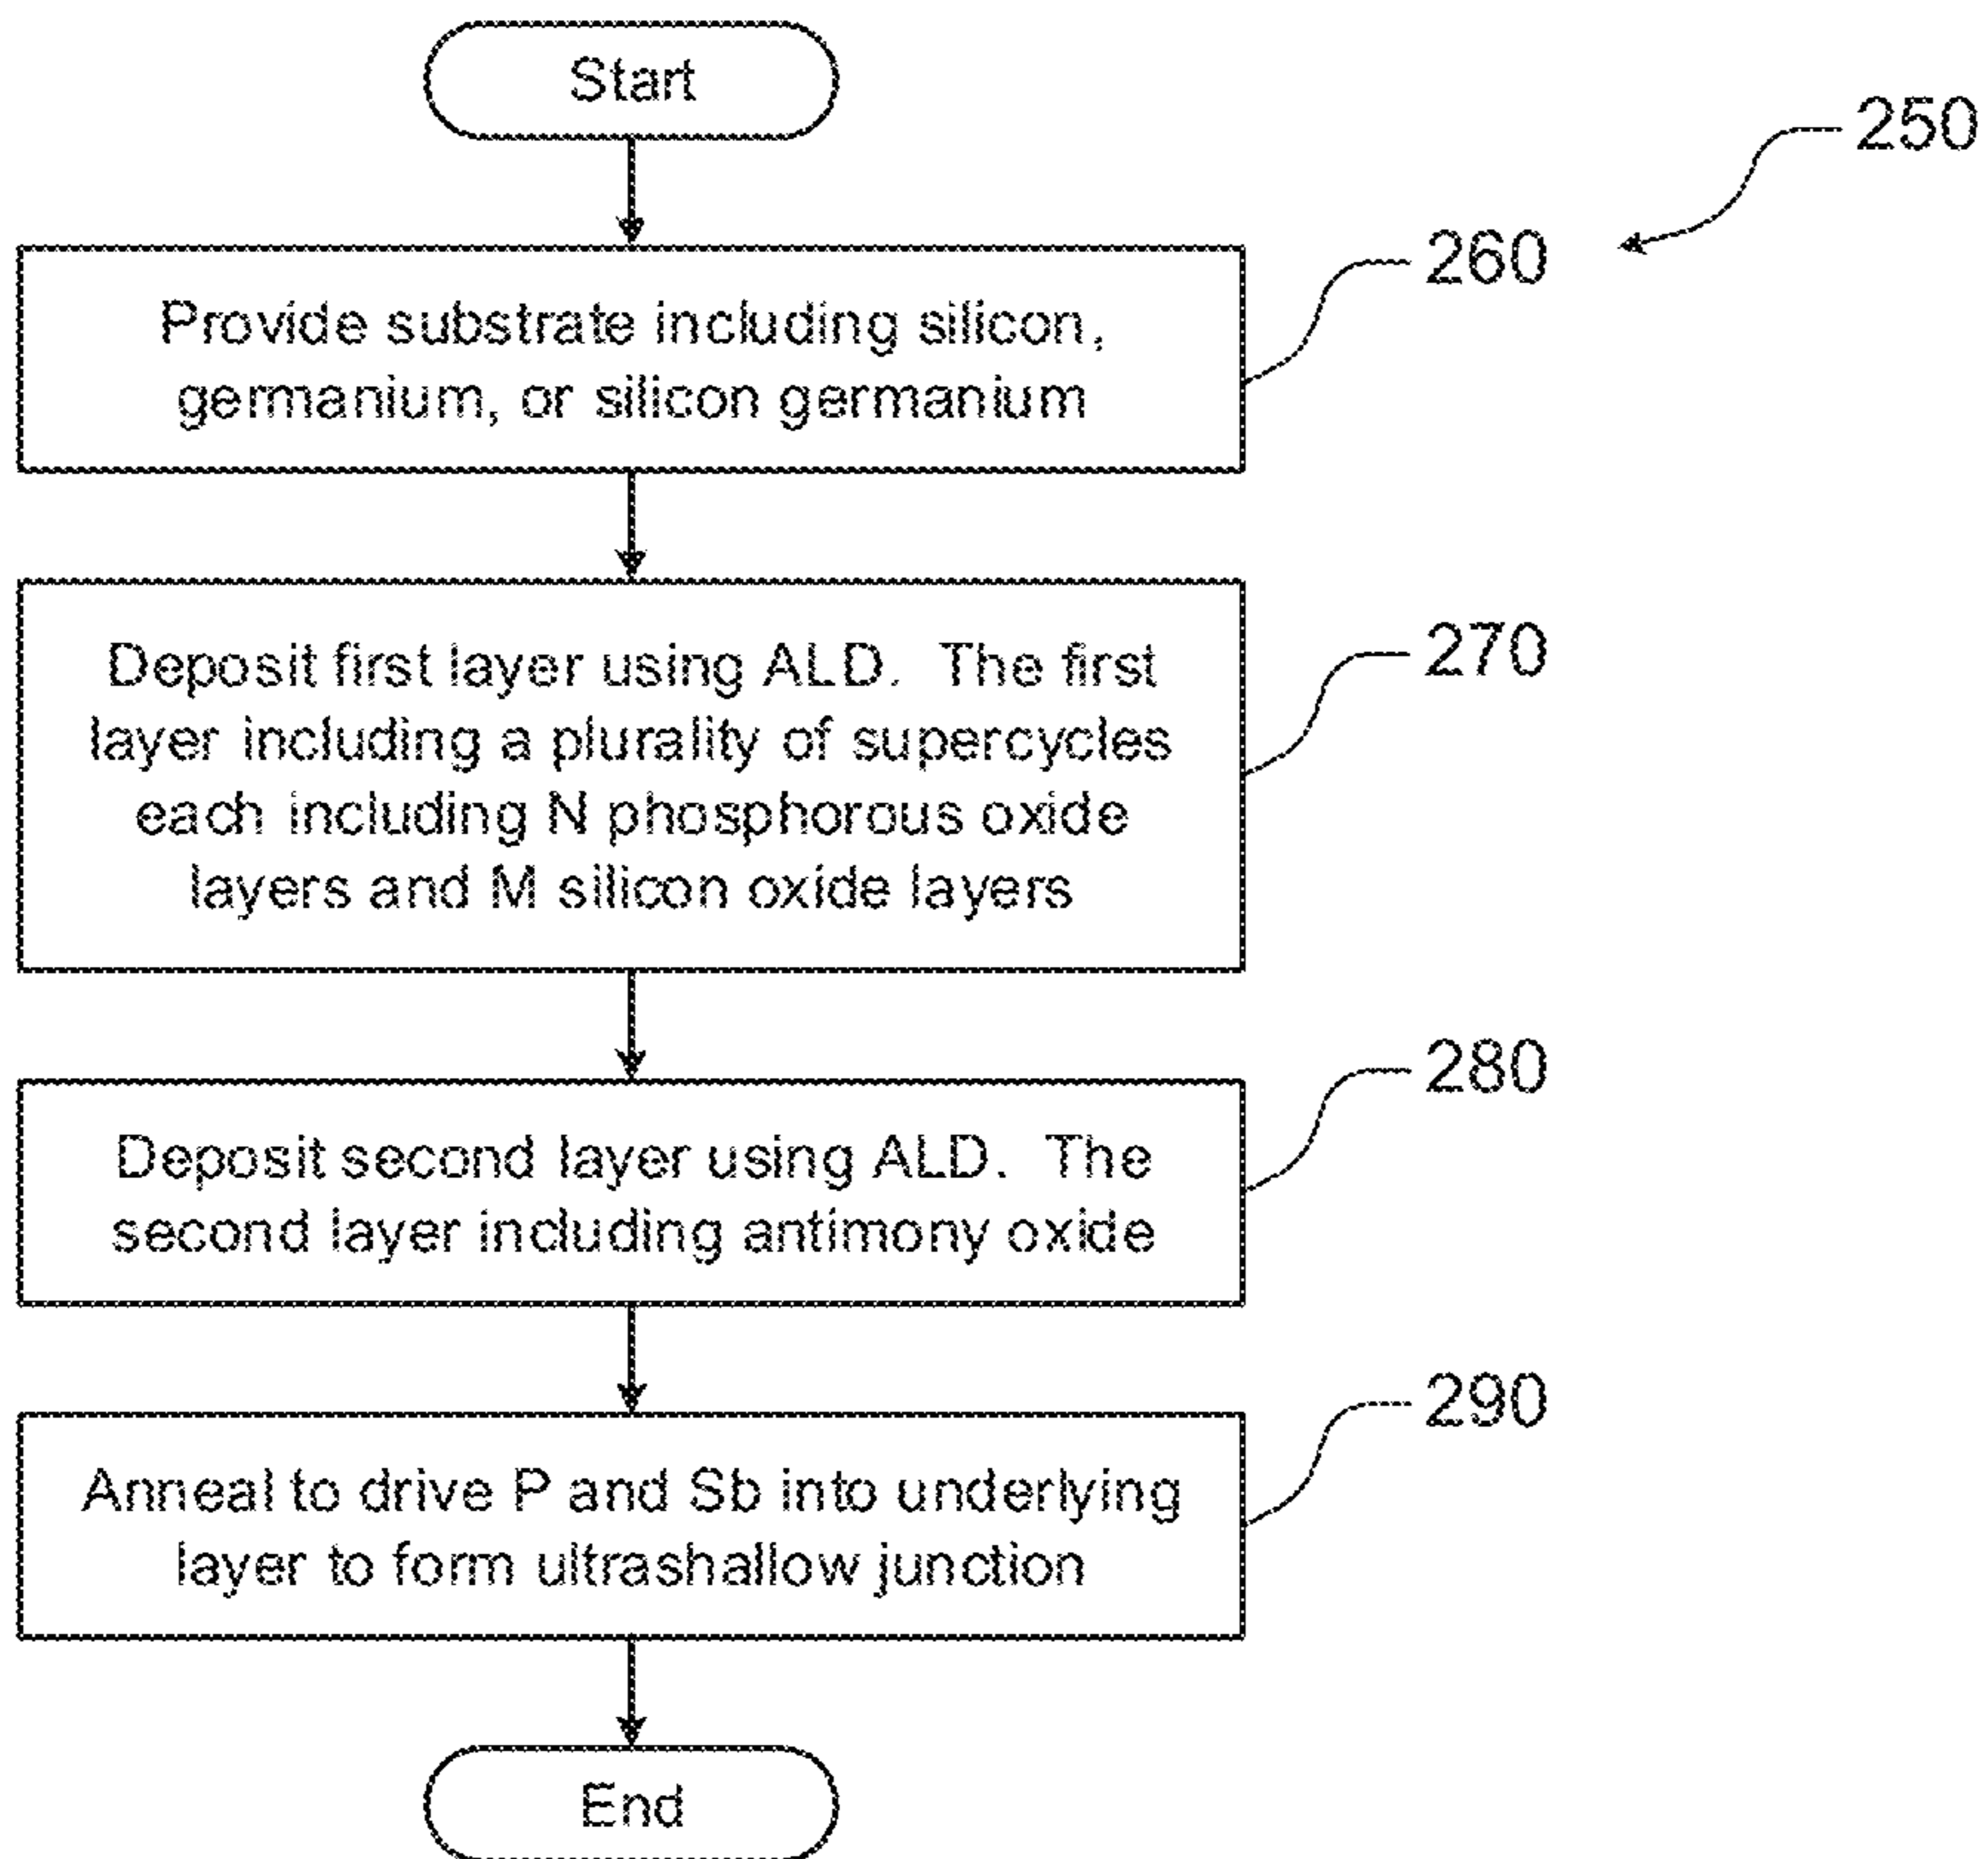 Start
250
260
Provide substrate including silicon,
germanium, or silicon germanium
270
Deposit first layer using ALD. The first
layer including a plurality of supercycles
each including N phosphorous oxide
layers and M silicon oxide layers
280
Deposit second layer using ALD. The
second layer including antimony oxide
290
Anneal to drive P and Sb into underlying
layer to form ultrashallow junction
End